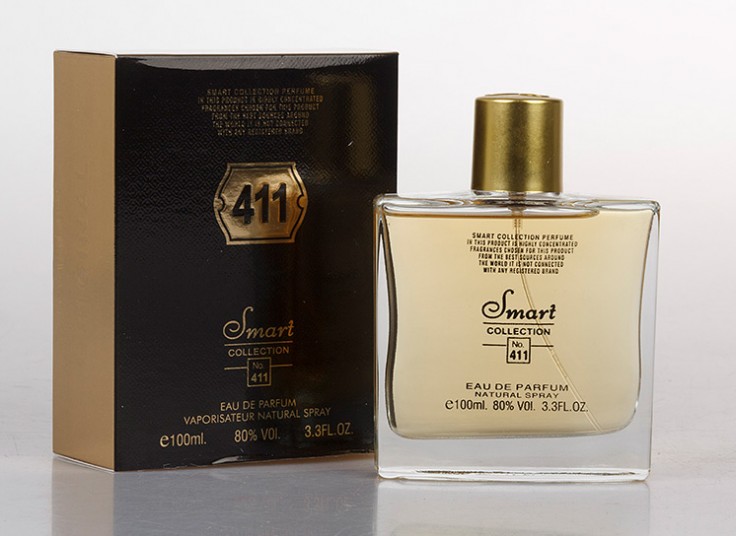 SMART COLLECTION PERFUME
IN THIS PRODUCT IS HIGHLY CONCENTRATED
FRAGRANCES CHOSEN FOR THIS PRODUCT
FROM THE BEST SOURCES AROUND
THE WORLD IT IS NOT CONNECTED
WITH ANY REGISTERED BRAND
411
Smart
COLLECTION
No.
411
EAU DE PARFUM
VAPORISATEUR NATURAL SPRAY
e100ml. 80% VOl. 3.3FL.OZ.
SMART COLLECTION PERFUME
IN THIS PRODUCT IS HIGHLY CONCENTRATED
FRAGRANCES CHOSEN FOR THIS PRODUCT
FROM THE BEST SOURCES AROUND
THE WORLD IT IS NOT CONNECTED
WITH ANY REGISTERED BRAND
Smart
COLLECTION
No.
411
EAU DE PARFUM
NATURAL SPRAY
e100ml. 80% VOl. 3.3FL.OZ.